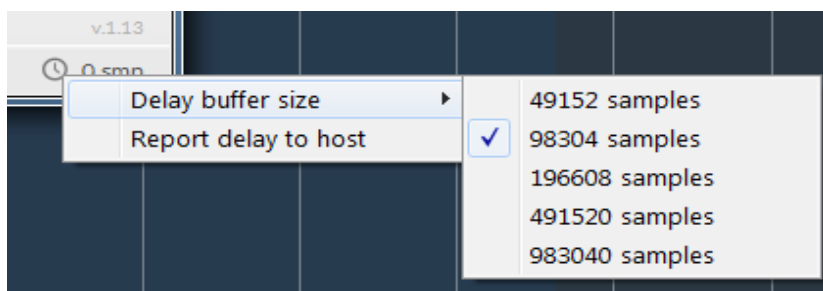 v.1.13
0 smp
Delay buffer size
Report delay to host
49152 samples
98304 samples
196608 samples
491520 samples
983040 samples